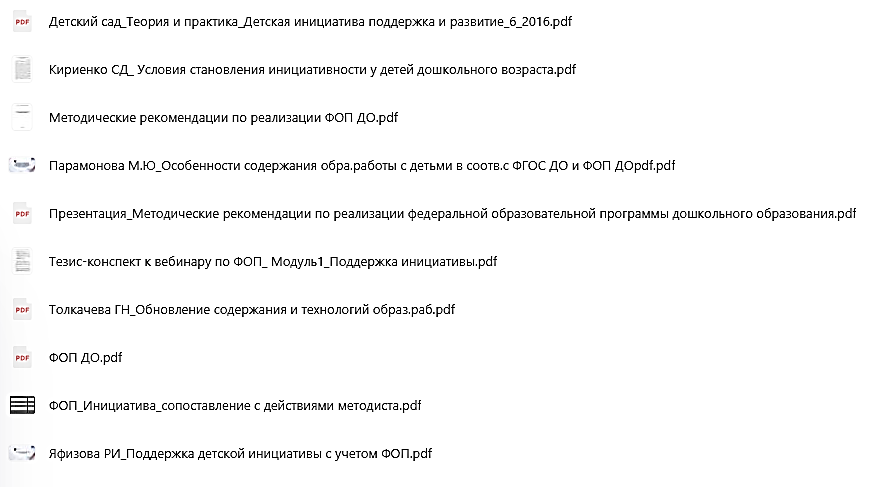 PDF Детский сад_Теория и практика_Детская инициатива поддержка и развитие_6_2016.pdf
Кириенко СД_ Условия становления инициативности у детей дошкольного возраста.pdf
Методические рекомендации по реализации ФОП ДО.pdf
Парамонова М.Ю_Особенности содержания обра.работы с детьми в соотв.с ФГОС ДО и ФОП ДОpdf.pdf
PDF Презентация_Методические рекомендации по реализации федеральной образовательной программы дошкольного образования.pdf
Тезис-конспект к вебинару по ФОП_ Модуль1_Поддержка инициативы.pdf
PDF Толкачева ГН_Обновление содержания и технологий образ.раб.pdf
PDF ФОП ДО.pdf
ФОП_Инициатива_сопоставление с действиями методиста.pdf
Яфизова РИ_Поддержка детской инициативы с учетом ФОП.pdf